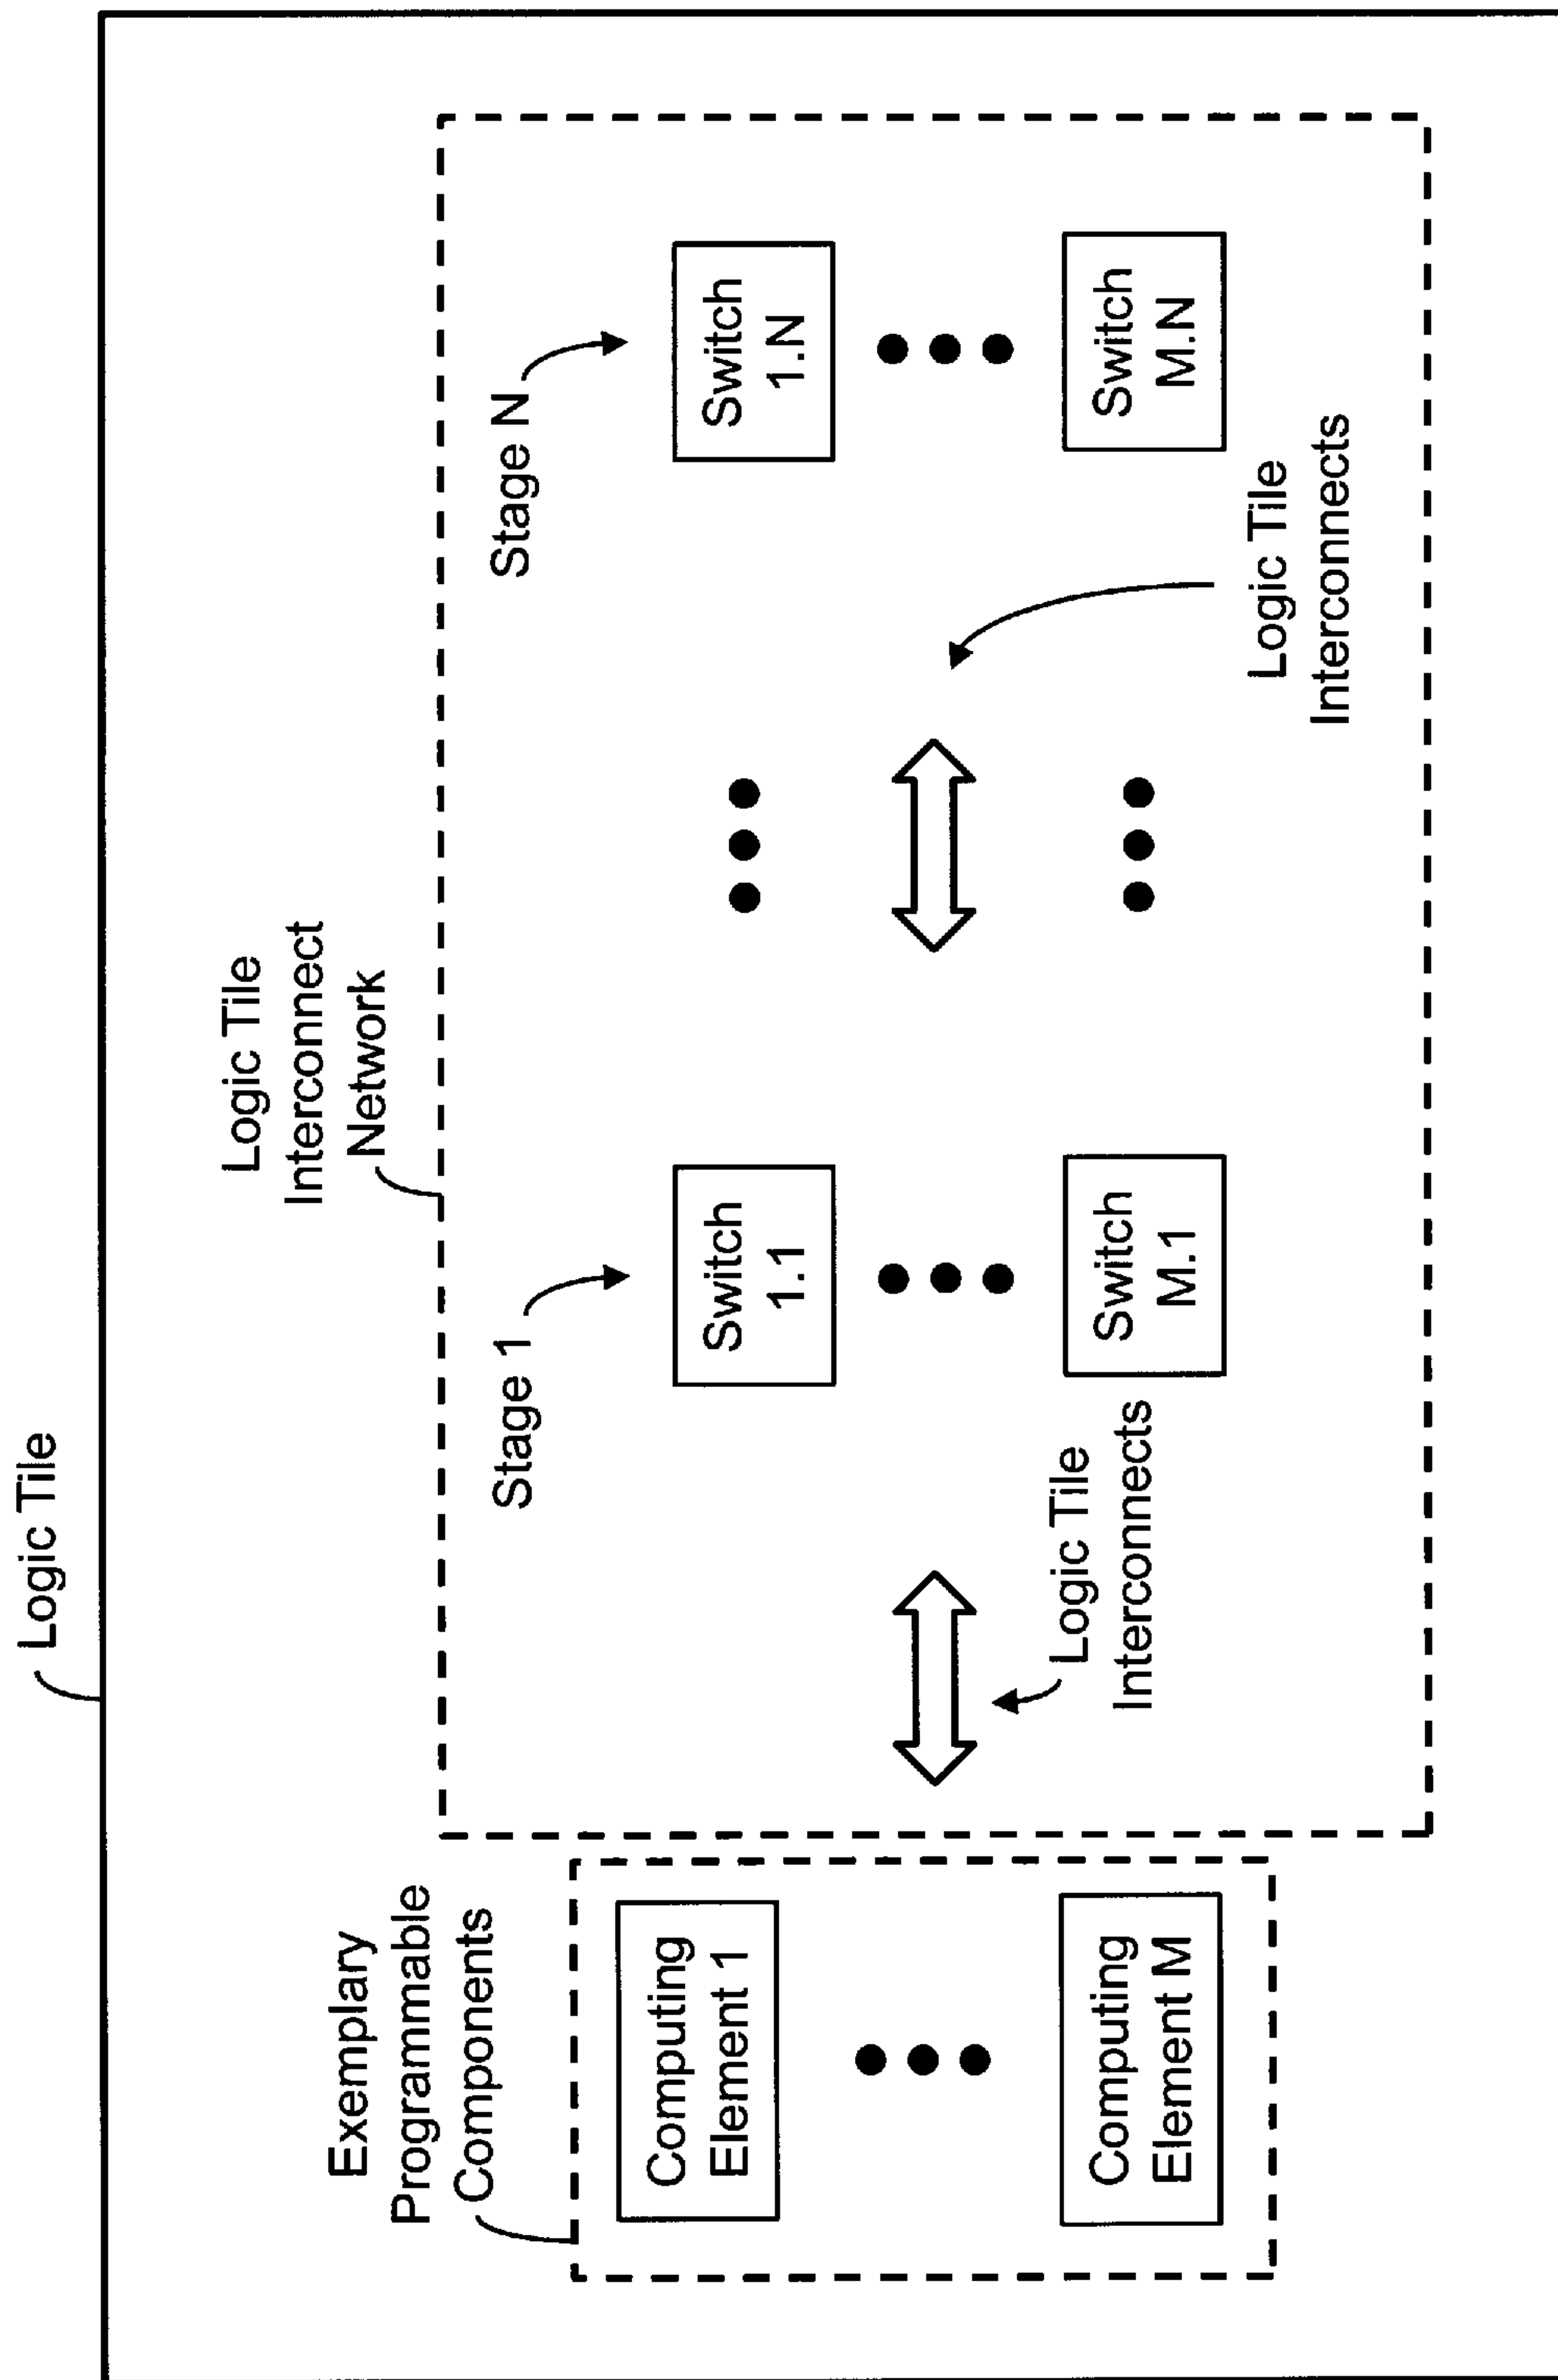 Logic Tile
Logic Tile
Interconnect
Network
Exemplary
Programmable
Components
Stage 1
Stage N
Computing
Element 1
Switch
1.1
Switch
1.N
Logic Tile
Interconnects
Computing
Element M
Switch
M.1
Switch
M.N
Logic Tile
Interconnects